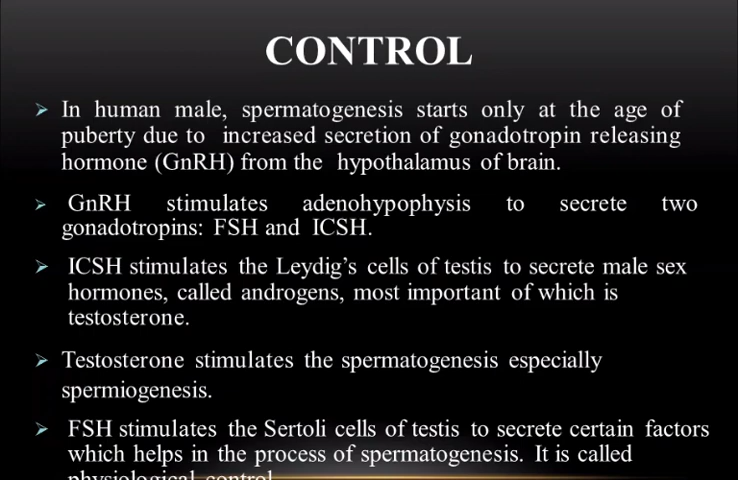 CONTROL
In human male, spermatogenesis starts only at the age of
puberty due to increased secretion of gonadotropin releasing
hormone (GnRH) from the hypothalamus of brain.
GnRH stimulates adenohypophysis to secrete two
gonadotropins: FSH and ICSH.
ICSH stimulates the Leydig's cells of testis to secrete male sex
hormones, called androgens, most important of which is
testosterone.
Testosterone stimulates the spermatogenesis especially
spermiogenesis.
FSH stimulates the Sertoli cells of testis to secrete certain factors
which helps in the process of spermatogenesis. It is called
physiological control